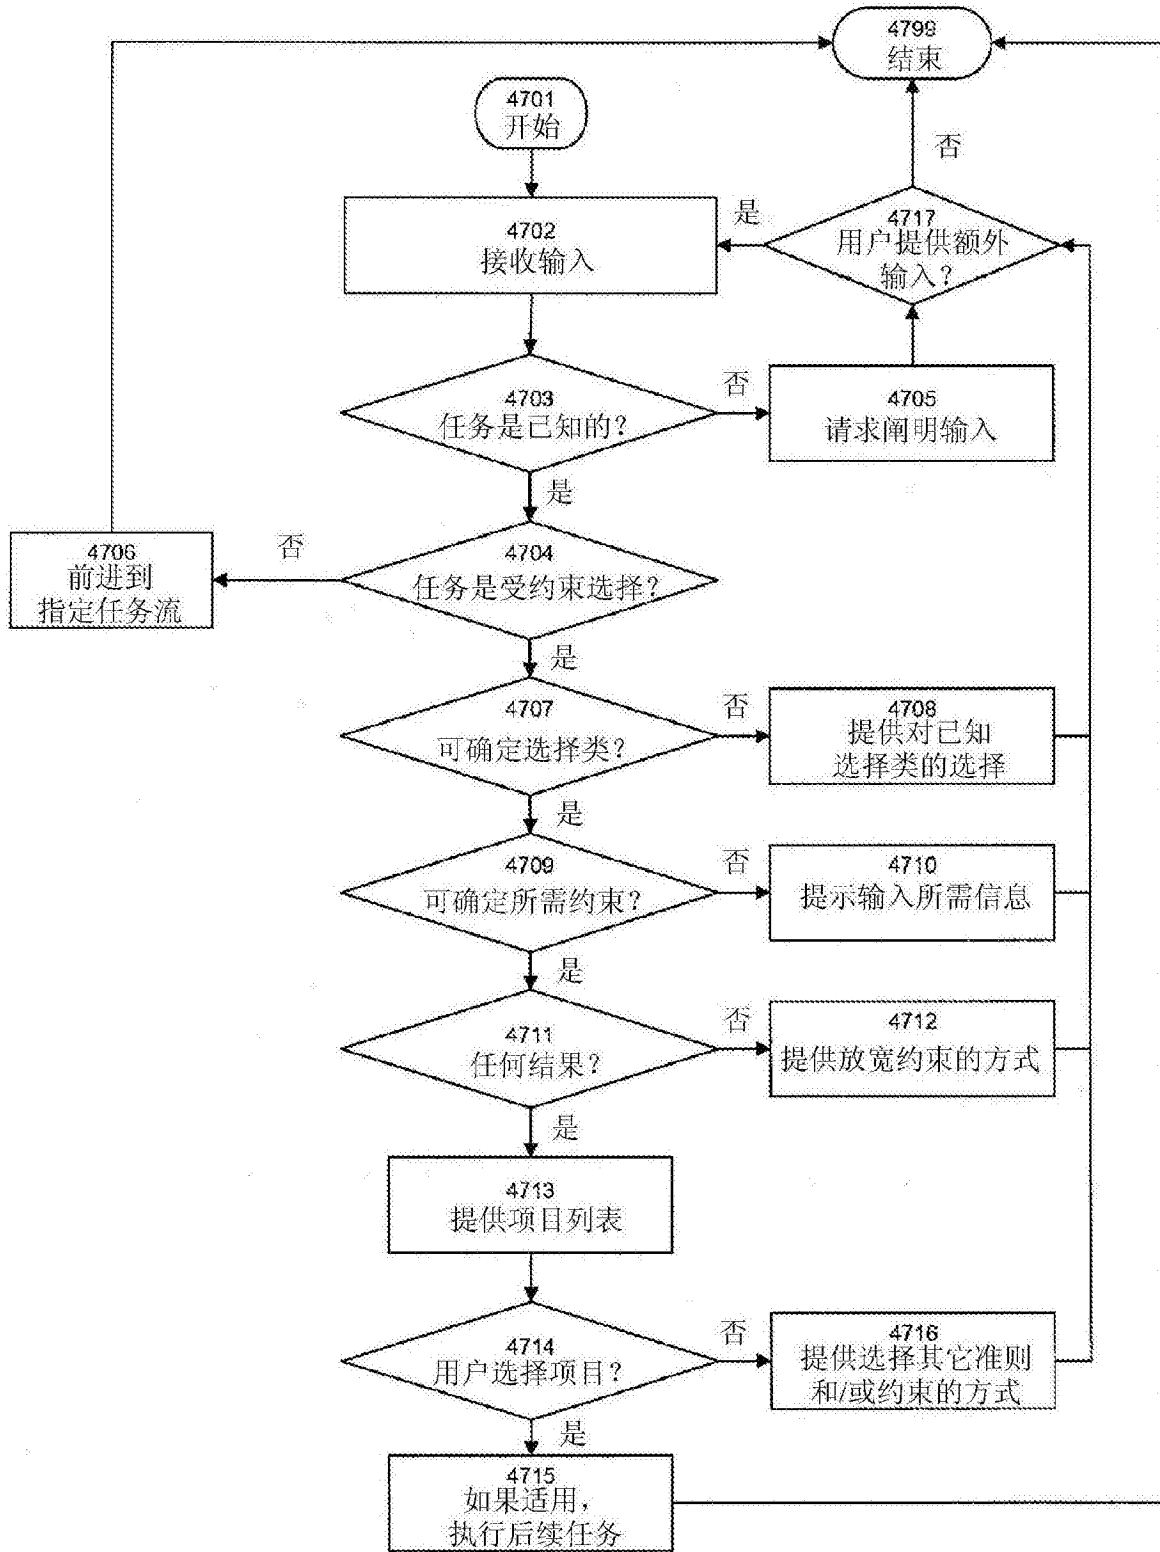 4799
结束
4701
开始
否
4702
接收输入
是
4717
用户提供额外
输入？
4703
任务是已知的？
否
4705
请求阐明输入
是
4706
前进到
指定任务流
否
4704
任务是受约束选择？
是
4707
可确定选择类？
否
4708
提供对已知
选择类的选择
是
4709
可确定所需约束？
否
4710
提示输入所需信息
是
4711
任何结果？
否
4712
提供放宽约束的方式
是
4713
提供项目列表
4714
用户选择项目？
否
4716
提供选择其它准则
和/或约束的方式
是
4715
如果适用，
执行后续任务